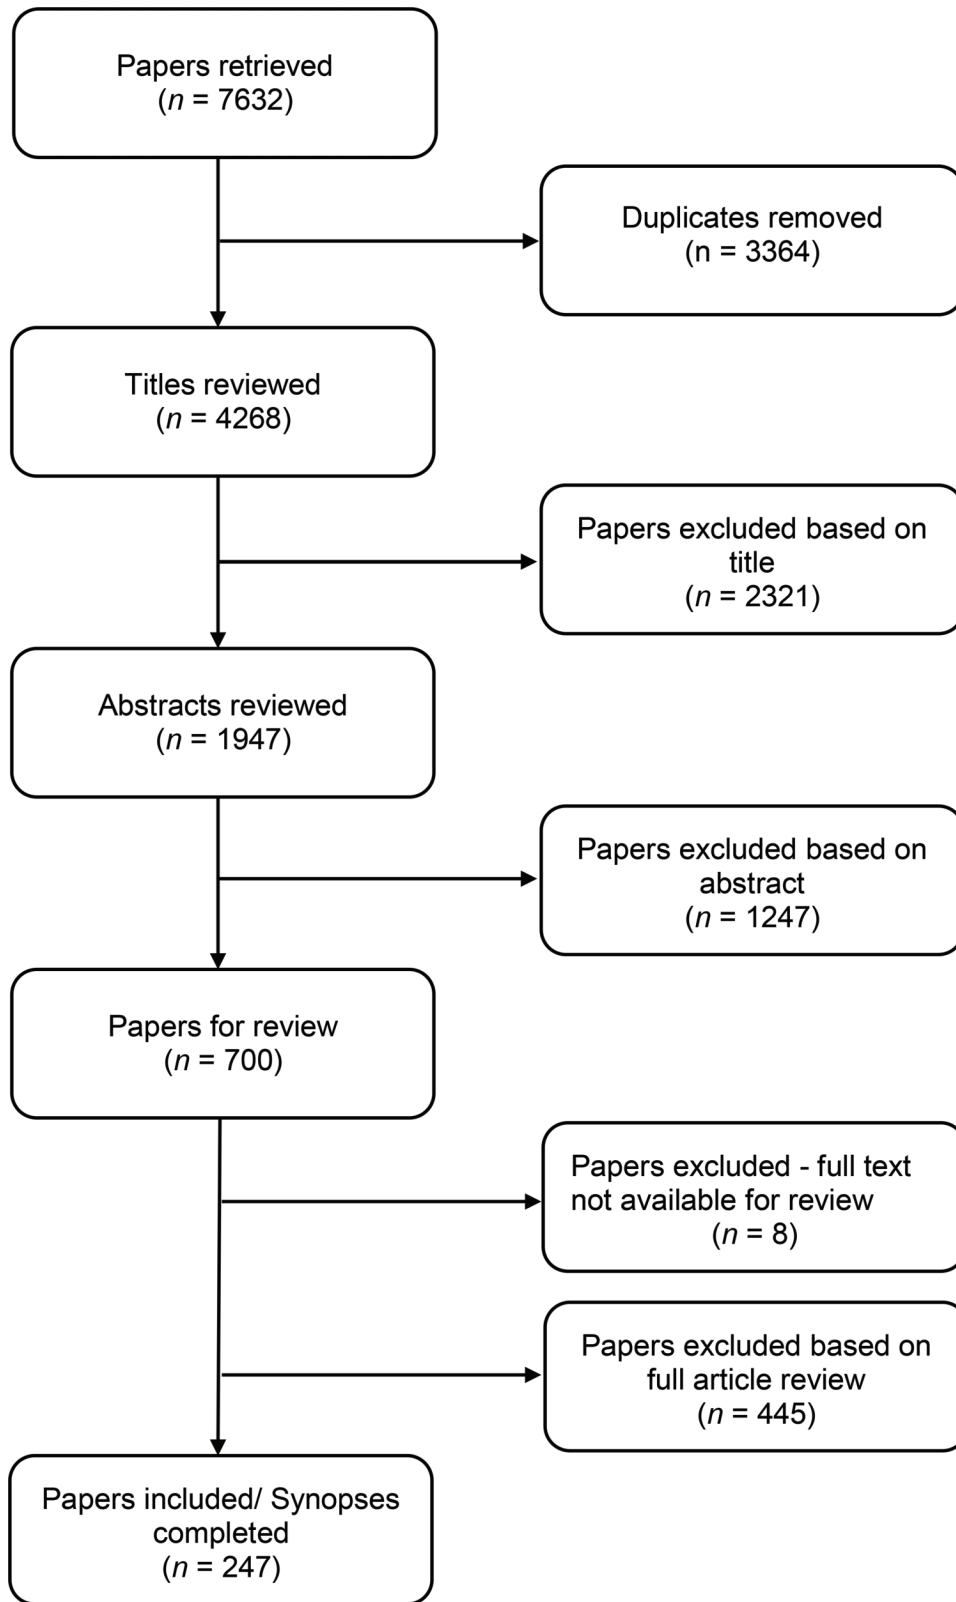 Papers retrieved
(n = 7632)
Duplicates removed
(n = 3364)
Titles reviewed
(n = 4268)
Papers excluded based on
title
(n = 2321)
Abstracts reviewed
(n = 1947)
Papers excluded based on
abstract
(n = 1247)
Papers for review
(n = 700)
Papers excluded - full text
not available for review
(n = 8)
Papers excluded based on
full article review
(n = 445)
Papers included/ Synopses
completed
(n = 247)